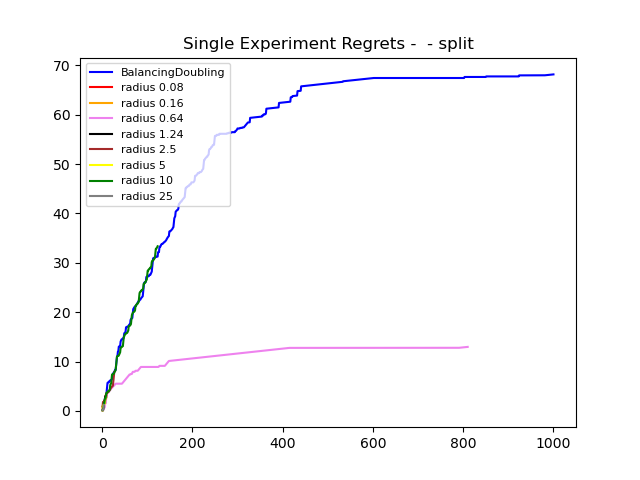 Single Experiment Regrets -  - split
70
60
50
40
30
20
10
0
BalancingDoubling
radius 0.08
radius 0.16
radius 0.64
radius 1.24
radius 2.5
radius 5
radius 10
radius 25
0 200 400 600 800 1000